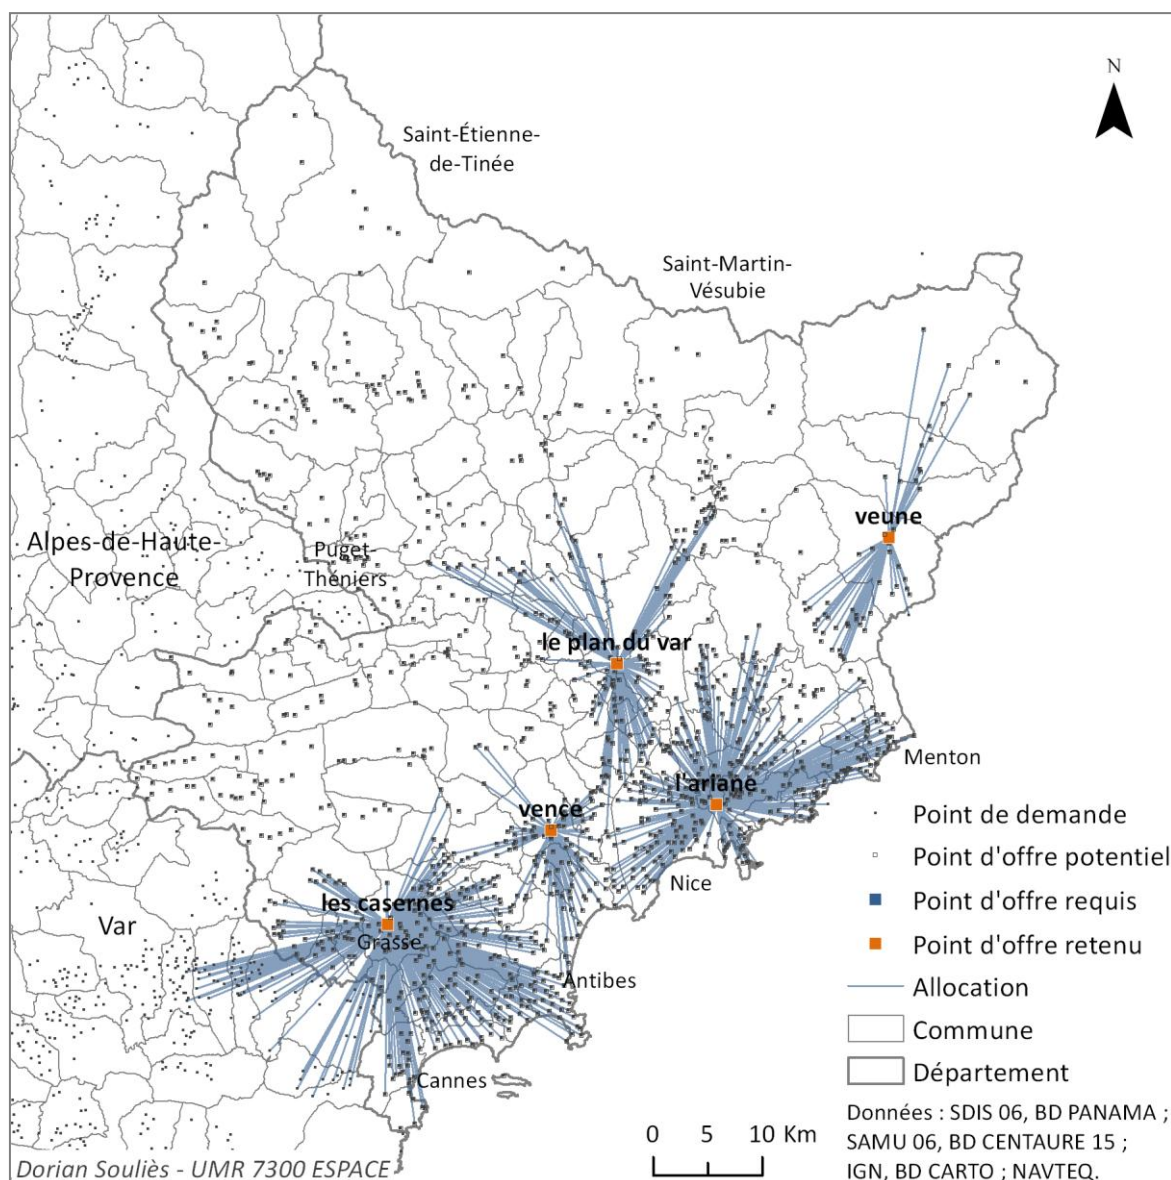 N
Saint-Étienne-
de-Tinée
Saint-Martin-
Vésubie
veune
Alpes-de-Haute-
Provence
Puget-
Théniers
le plan du var
Menton
l'ariane
vence
Nice
les casernes
Grasse
Var
Antibes
Cannes
Point de demande
Point d'offre potentiel
Point d'offre requis
Point d'offre retenu
Allocation
Commune
Département
0 5 10 Km
Données : SDIS 06, BD PANAMA ;
SAMU 06, BD CENTAURE 15 ;
IGN, BD CARTO ; NAVTEQ.
Dorian Souliès - UMR 7300 ESPACE